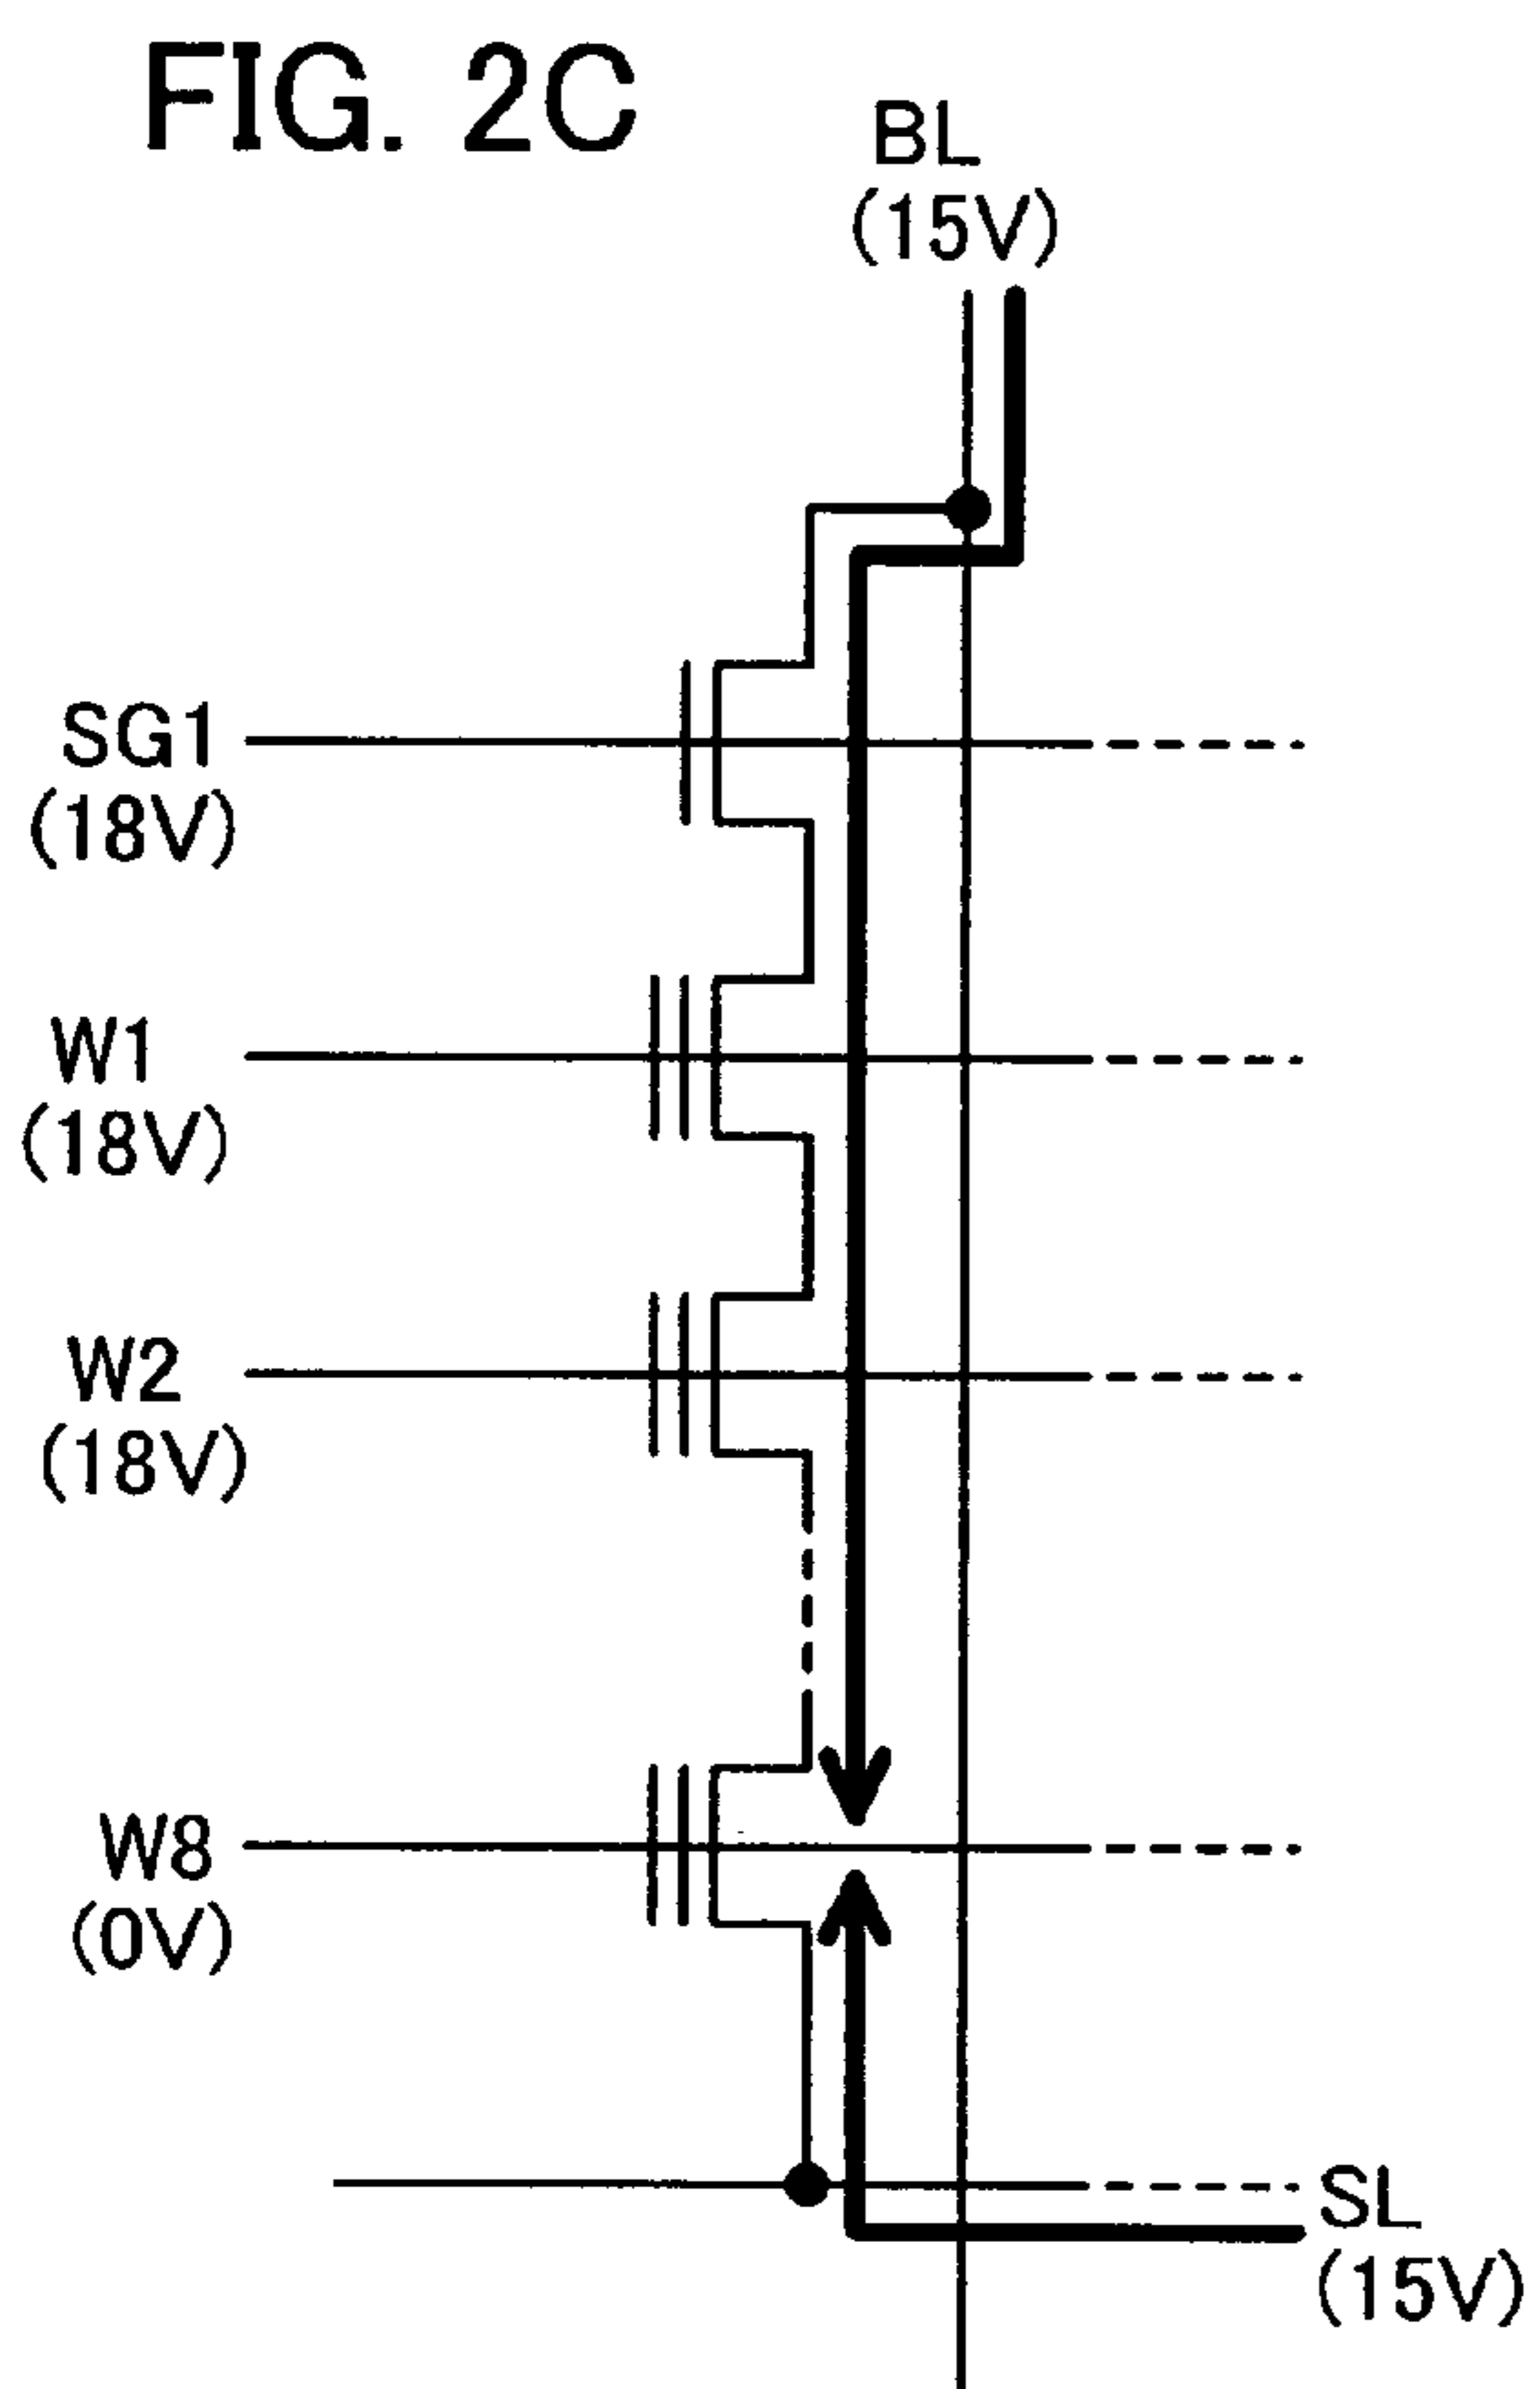 FIG. 2C
BL
(15V)
SG1
(18V)
W1
(18V)
W2
(18V)
W8
(0V)
SL
(15V)